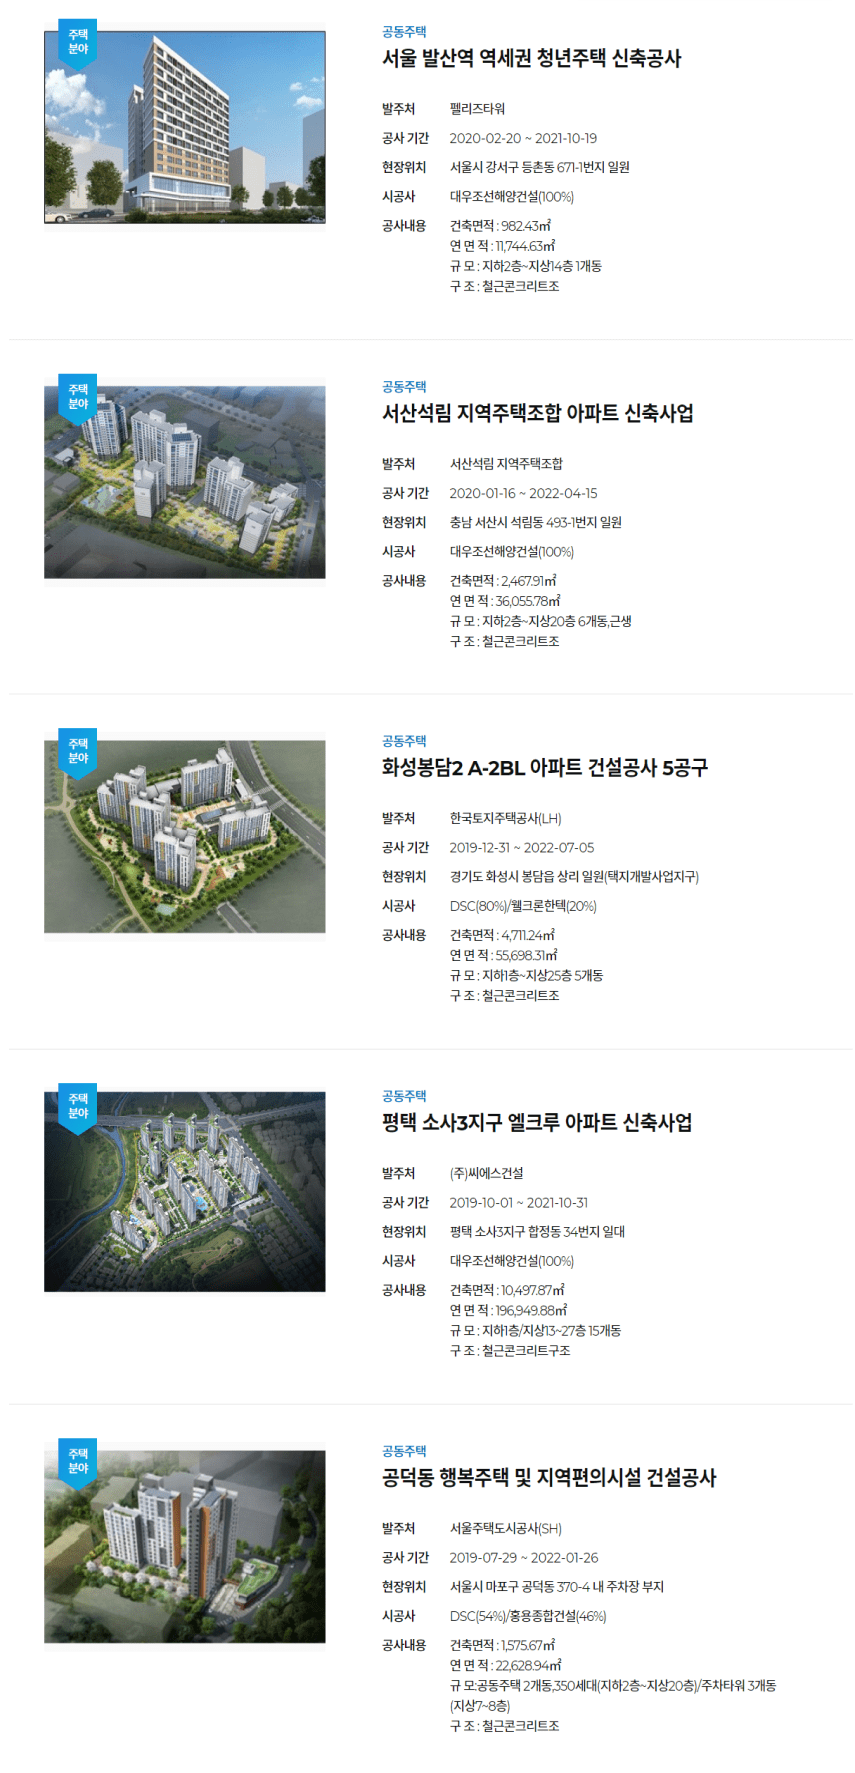 주택
분야
공동주택
서울 발산역 역세권 청년주택 신축공사
발주처 펠리즈타워
공사 기간 2020-02-20 ~ 2021-10-19
현장위치 서울시 강서구 등촌동 671-1번지 일원
시공사 대우조선해양건설(100%)
공사내용 건축면적 : 982.43㎡
연 면 적 : 11,744.63㎡
규 모 : 지하2층~지상14층 1개동
구 조 : 철근콘크리트조
주택
분야
공동주택
서산석림 지역주택조합 아파트 신축사업
발주처 서산석림 지역주택조합
공사 기간 2020-01-16 ~ 2022-04-15
현장위치 충남 서산시 석림동 493-1번지 일원
시공사 대우조선해양건설(100%)
공사내용 건축면적 : 2,467.91㎡
연 면 적 : 36,055.78㎡
규 모 : 지하2층~지상20층 6개동,근생
구 조 : 철근콘크리트조
주택
분야
공동주택
화성봉담2 A-2BL 아파트 건설공사 5공구
발주처 한국토지주택공사(LH)
공사 기간 2019-12-31 ~ 2022-07-05
현장위치 경기도 화성시 봉담읍 상리 일원(택지개발사업지구)
시공사 DSC(80%)/웰크론한텍(20%)
공사내용 건축면적 : 4,711.24㎡
연 면 적 : 55,698.31㎡
규 모 : 지하1층~지상25층 5개동
구 조 : 철근콘크리트조
주택
분야
공동주택
평택 소사3지구 엘크루 아파트 신축사업
발주처 (주)씨에스건설
공사 기간 2019-10-01 ~ 2021-10-31
현장위치 평택 소사3지구 합정동 34번지 일대
시공사 대우조선해양건설(100%)
공사내용 건축면적 : 10,497.87㎡
연 면 적 : 196,949.88㎡
규 모 : 지하1층/지상13~27층 15개동
구 조 : 철근콘크리트구조
주택
분야
공동주택
공덕동 행복주택 및 지역편의시설 건설공사
발주처 서울주택도시공사(SH)
공사 기간 2019-07-29 ~ 2022-01-26
현장위치 서울시 마포구 공덕동 370-4 내 주차장 부지
시공사 DSC(54%)/홍용종합건설(46%)
공사내용 건축면적 : 1,575.67㎡
연 면 적 : 22,628.94㎡
규 모:공동주택 2개동,350세대(지하2층~지상20층)/주차타워 3개동
(지상7~8층)
구 조 : 철근콘크리트조